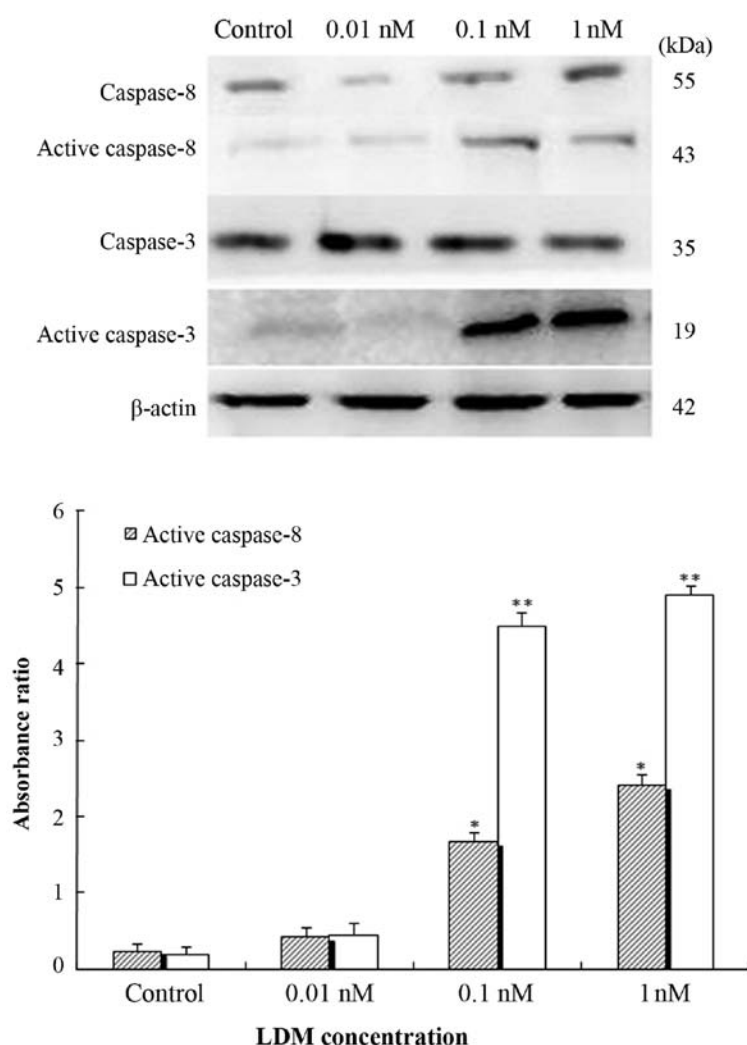 Control 0.01 nM 0.1 nM 1 nM (kDa)
Caspase-8 55
Active caspase-8 43
Caspase-3 35
Active caspase-3 19
β-actin 42
6
Active caspase-8
5
Active caspase-3
** **
4
3
* *
2
1
0
Absorbance ratio
Control 0.01 nM 0.1 nM 1nM
LDM concentration